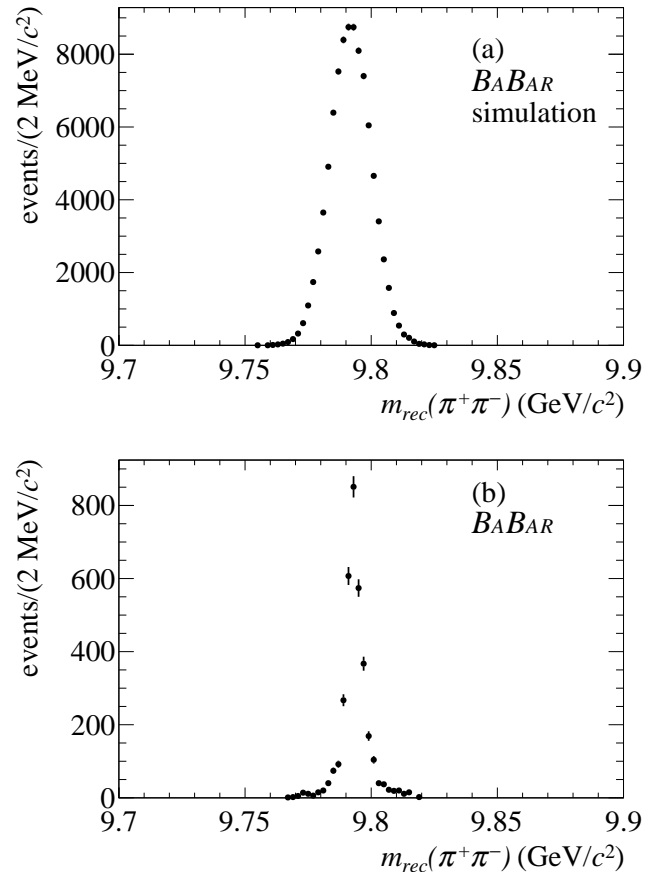 events/(2 MeV/c²)
8000
6000
4000
2000
0
(a)
BABAR
simulation
9.7 9.75 9.8 9.85 9.9
m_rec(π⁺π⁻) (GeV/c²)
events/(2 MeV/c²)
800
600
400
200
0
(b)
BABAR
9.7 9.75 9.8 9.85 9.9
m_rec(π⁺π⁻) (GeV/c²)